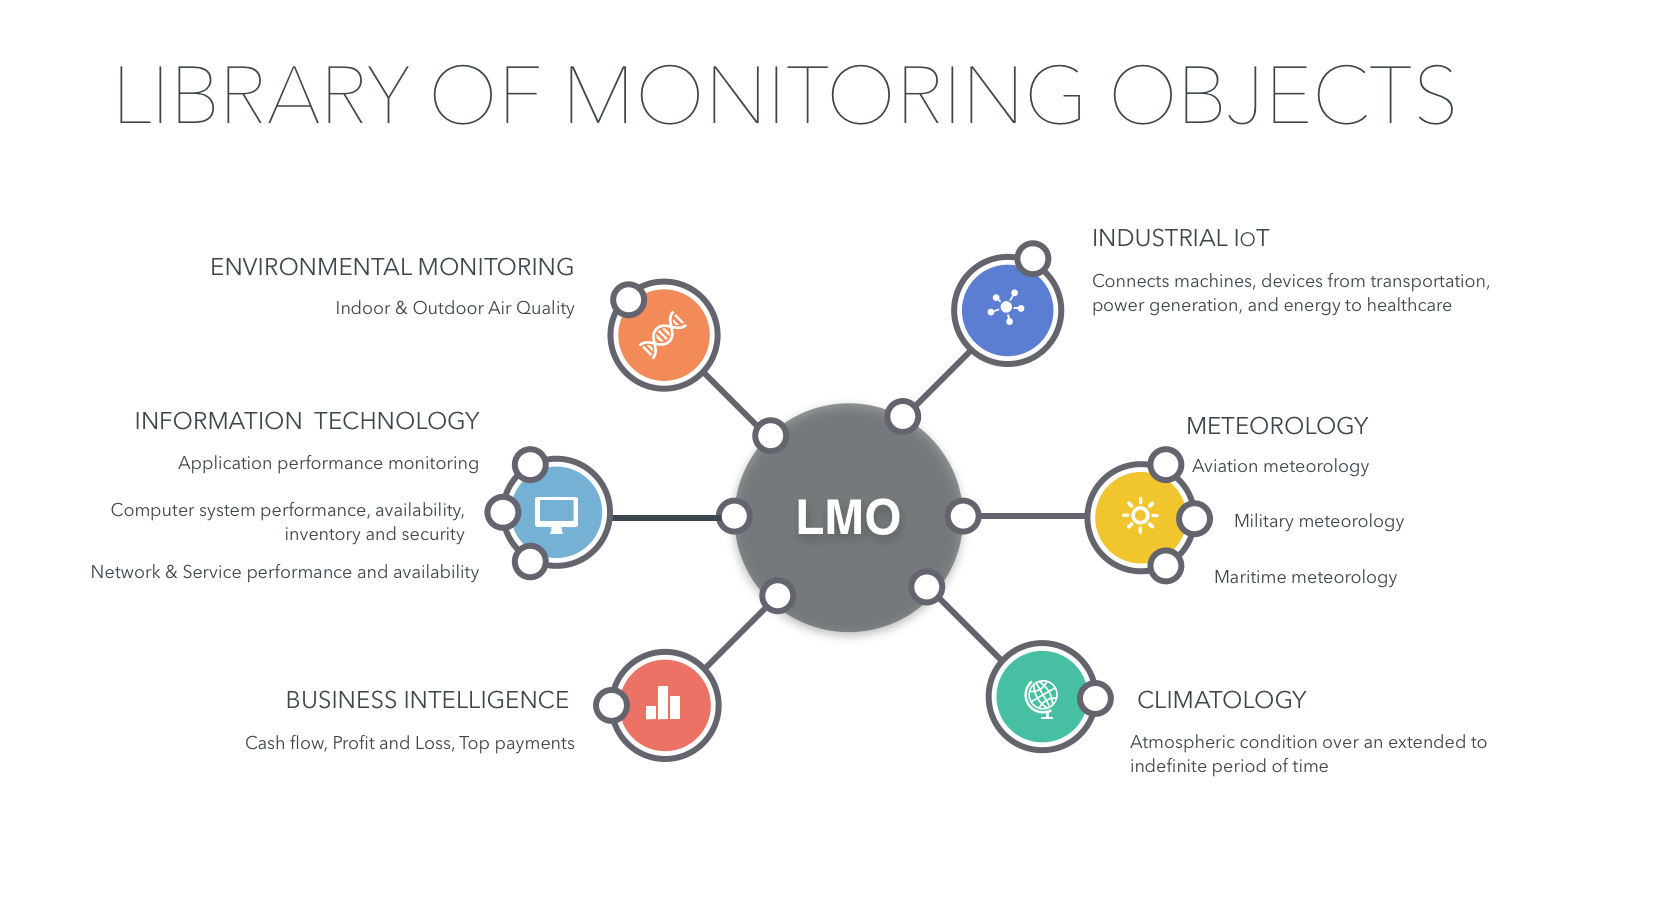 LIBRARY OF MONITORING OBJECTS
ENVIRONMENTAL MONITORING
Indoor & Outdoor Air Quality
INFORMATION TECHNOLOGY
Application performance monitoring
Computer system performance, availability,
inventory and security
Network & Service performance and availability
BUSINESS INTELLIGENCE
Cash flow, Profit and Loss, Top payments
LMO
INDUSTRIAL IoT
Connects machines, devices from transportation,
power generation, and energy to healthcare
METEOROLOGY
Aviation meteorology
Military meteorology
Maritime meteorology
CLIMATOLOGY
Atmospheric condition over an extended to
indefinite period of time